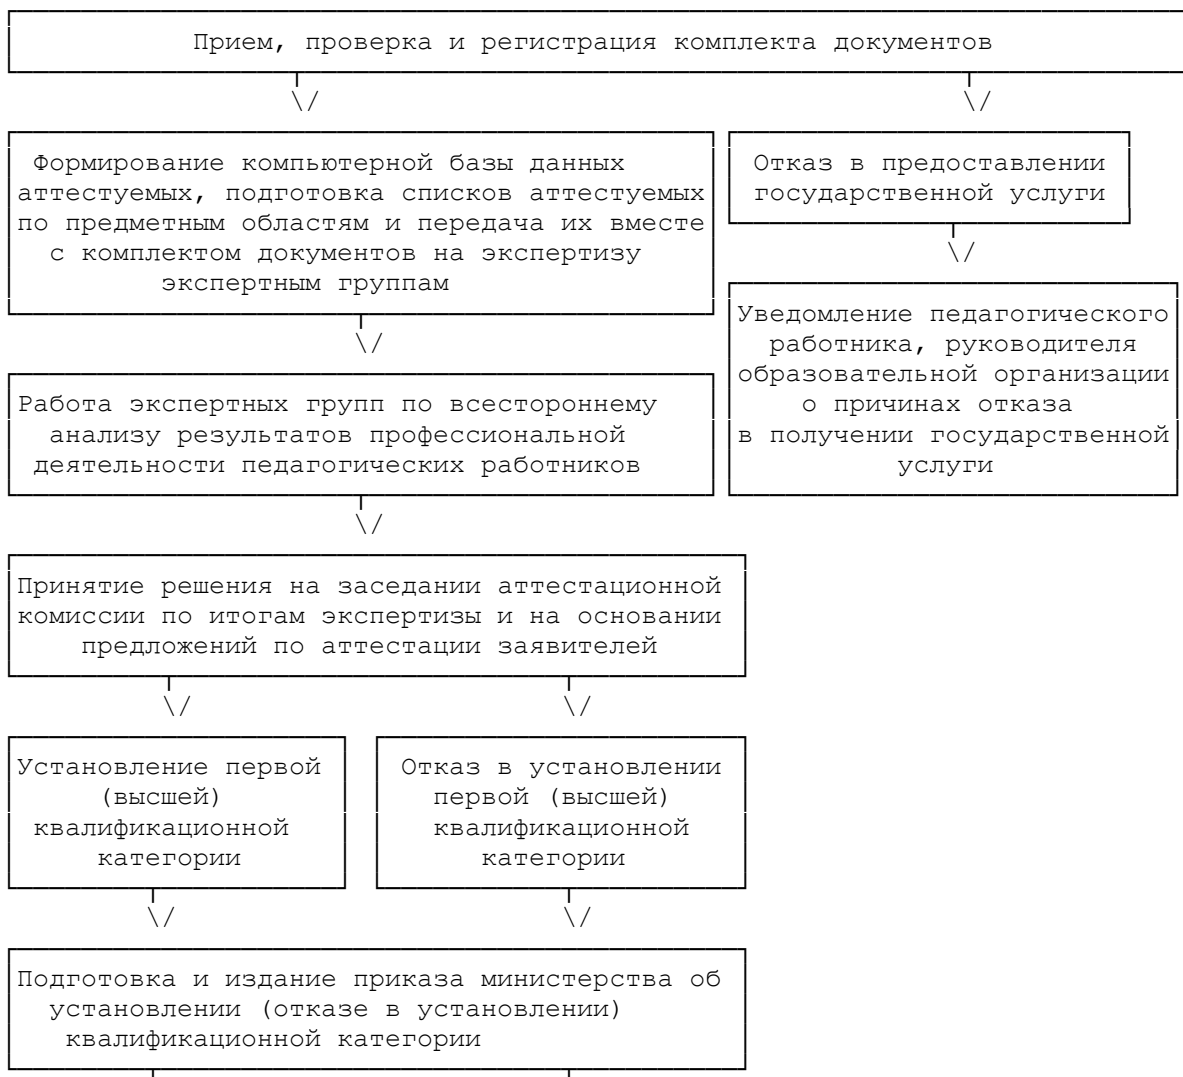 Прием, проверка и регистрация комплекта документов
\/
\/
Формирование компьютерной базы данных
аттестуемых, подготовка списков аттестуемых
по предметным областям и передача их вместе
с комплектом документов на экспертизу
экспертным группам
\/
Отказ в предоставлении
государственной услуги
\/
Уведомление педагогического
работника, руководителя
образовательной организации
о причинах отказа
в получении государственной
услуги
Работа экспертных групп по всестороннему
анализу результатов профессиональной
деятельности педагогических работников
\/
Принятие решения на заседании аттестационной
комиссии по итогам экспертизы и на основании
предложений по аттестации заявителей
\/
\/
Установление первой
(высшей)
квалификационной
категории
\/
Отказ в установлении
первой (высшей)
квалификационной
категории
\/
Подготовка и издание приказа министерства об
установлении (отказе в установлении)
квалификационной категории